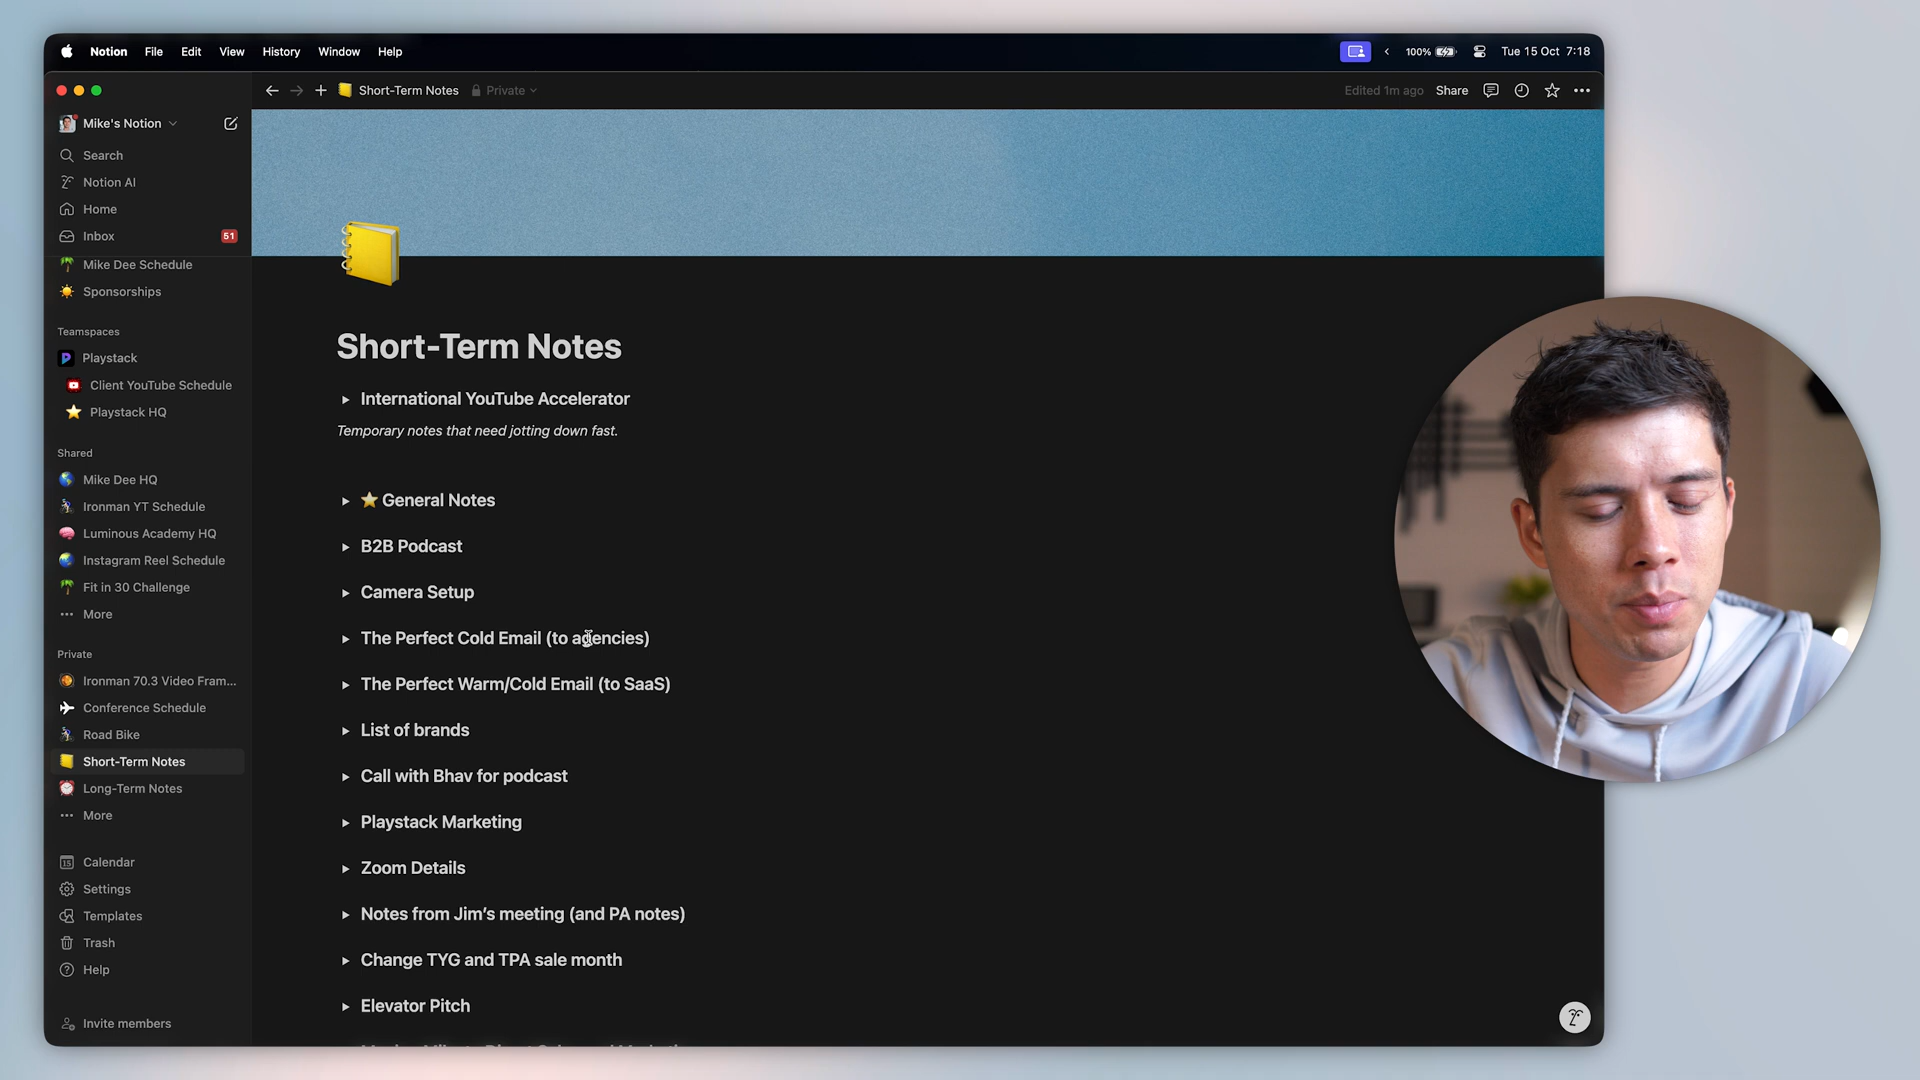 Notion File Edit View History Window Help
100% Tue 15 Oct 7:18
Short-Term Notes Private
Edited 1m ago Share
Mike's Notion
Search
Notion AI
Home
Inbox 51
Mike Dee Schedule
Sponsorships
Teamspaces
Playstack
Client YouTube Schedule
Playstack HQ
Shared
Mike Dee HQ
Ironman YT Schedule
Luminous Academy HQ
Instagram Reel Schedule
Fit in 30 Challenge
More
Private
Ironman 70.3 Video Fram...
Conference Schedule
Road Bike
Short-Term Notes
Long-Term Notes
More
15 Calendar
Settings
Templates
Trash
Help
Invite members
Short-Term Notes
International YouTube Accelerator
Temporary notes that need jotting down fast.
⭐ General Notes
B2B Podcast
Camera Setup
The Perfect Cold Email (to agencies)
The Perfect Warm/Cold Email (to SaaS)
List of brands
Call with Bhav for podcast
Playstack Marketing
Zoom Details
Notes from Jim’s meeting (and PA notes)
Change TYG and TPA sale month
Elevator Pitch